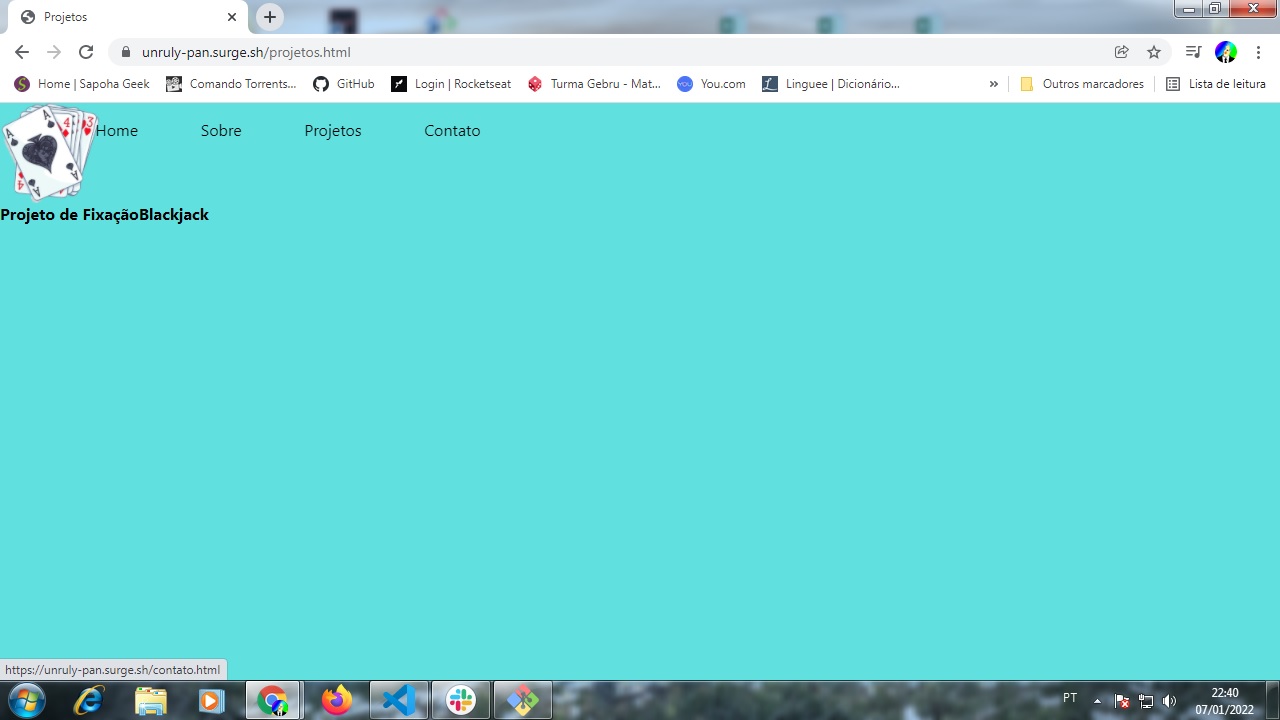 Projetos
unruly-pan.surge.sh/projetos.html
Home | Sapoha Geek Comando Torrents... GitHub Login | Rocketseat Turma Gebru - Mat... You.com Linguee | Dicionário... » Outros marcadores Lista de leitura
Home Sobre Projetos Contato
Projeto de FixaçãoBlackjack
https://unruly-pan.surge.sh/contato.html
PT
22:40
07/01/2022